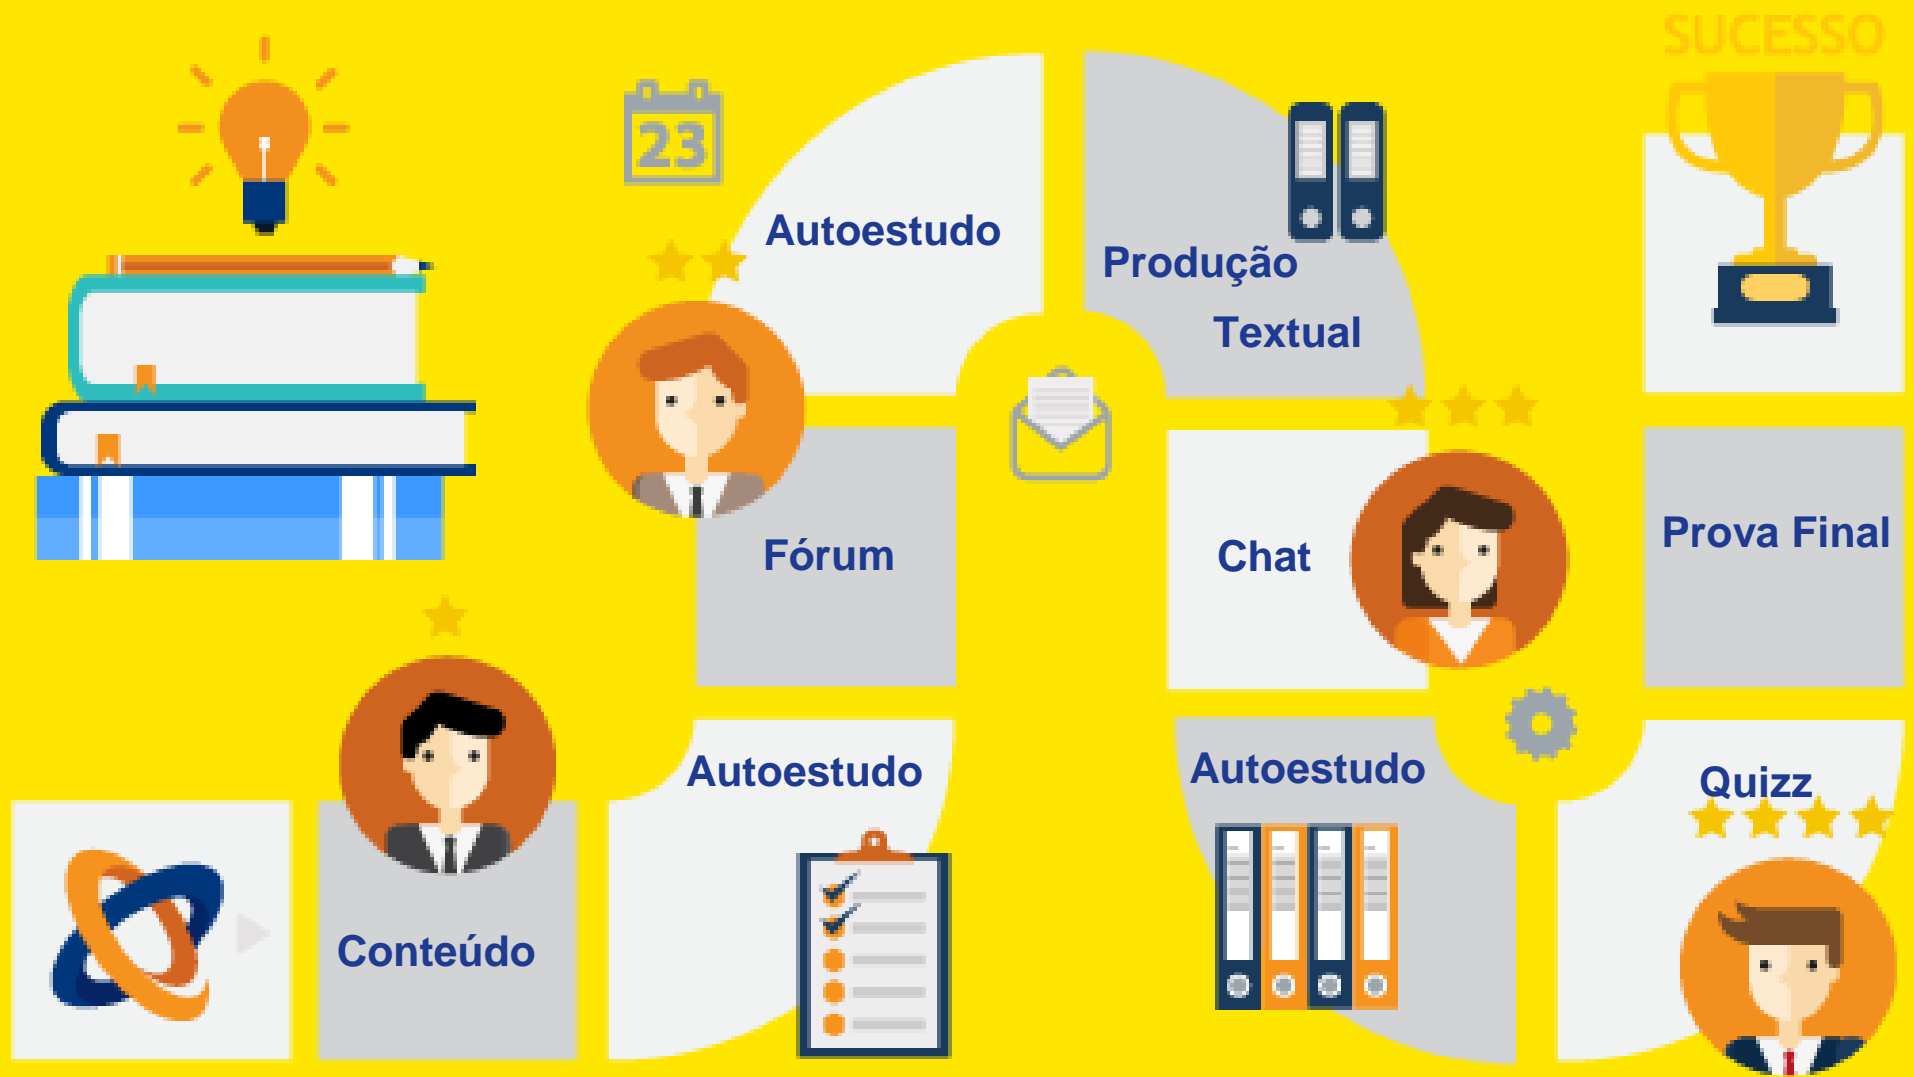 SUCESSO
23
Autoestudo
Produção
Textual
Fórum
Chat
Prova Final
Autoestudo
Autoestudo
Quizz
Conteúdo